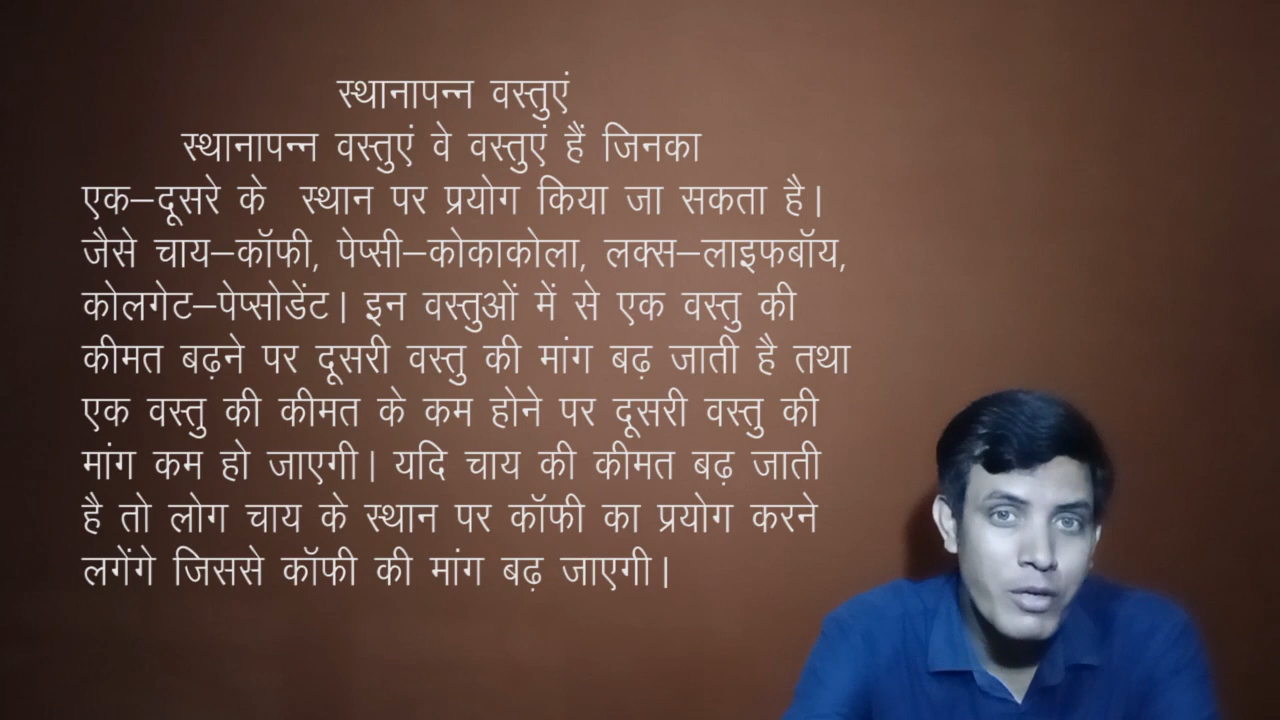 स्थानापन्न वस्तुएं
स्थानापन्न वस्तुएं वे वस्तुएं हैं जिनका
एक–दूसरे के स्थान पर प्रयोग किया जा सकता है।
जैसे चाय–कॉफी, पेप्सी–कोकाकोला, लक्स–लाइफबॉय,
कोलगेट–पेप्सोडेंट। इन वस्तुओं में से एक वस्तु की
कीमत बढ़ने पर दूसरी वस्तु की मांग बढ़ जाती है तथा
एक वस्तु की कीमत के कम होने पर दूसरी वस्तु की
मांग कम हो जाएगी। यदि चाय की कीमत बढ़ जाती
है तो लोग चाय के स्थान पर कॉफी का प्रयोग करने
लगेंगे जिससे कॉफी की मांग बढ़ जाएगी।